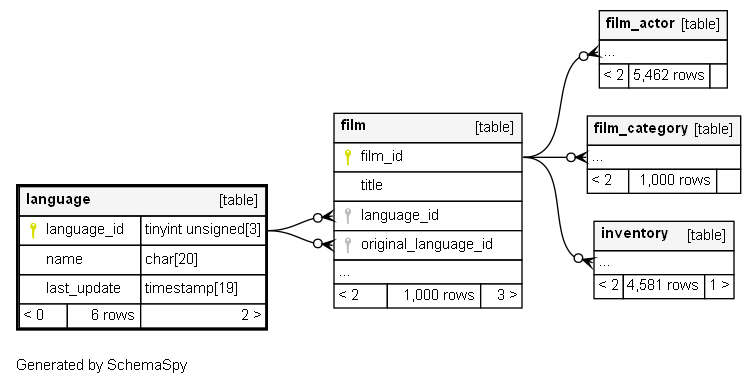 film_actor [table]
...
< 2 5,462 rows
film [table]
film_id
title
language_id
original_language_id
...
< 2 1,000 rows 3 >
film_category [table]
...
< 2 1,000 rows
language [table]
language_id tinyint unsigned[3]
name char[20]
last_update timestamp[19]
< 0 6 rows 2 >
inventory [table]
...
< 2 4,581 rows 1 >
Generated by SchemaSpy